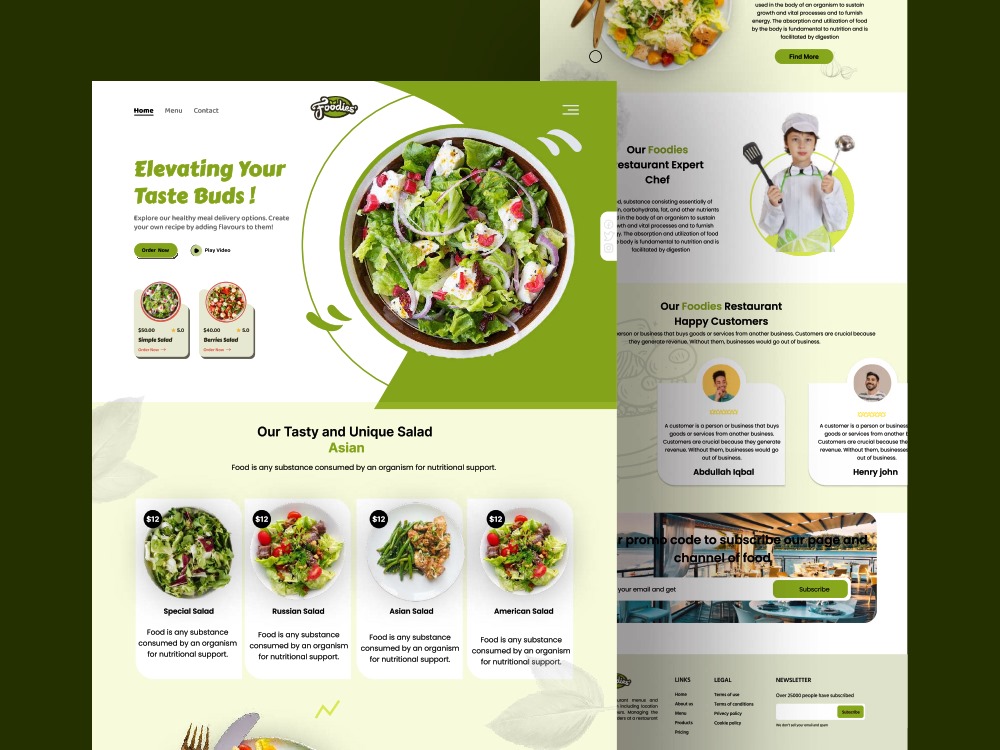 Home Menu Contact
Foodies
Elevating Your
Taste Buds !
Explore our healthy meal delivery options. Create
your own recipe by adding flavours to them!
Order Now
Play Video
$50.00 5.0
Simple Salad
Order Now
$40.00 5.0
Berries Salad
Order Now
Our Tasty and Unique Salad
Asian
Food is any substance consumed by an organism for nutritional support.
$12
Special Salad
Food is any substance
consumed by an organism
for nutritional support.
$12
Russian Salad
Food is any substance
consumed by an organism
for nutritional support.
$12
Asian Salad
Food is any substance
consumed by an organism
for nutritional support.
$12
American Salad
Food is any substance
consumed by an organism
for nutritional support.
used in the body of an organism to sustain
growth and vital processes and to furnish
energy. The absorption and utilization of food
by the body is fundamental to nutrition and is
facilitated by digestion
Find More
Our Foodies
estaurant Expert
Chef
d, substance consisting essentially of
n, carbohydrate, fat, and other nutrients
d in the body of an organism to sustain
wth and vital processes and to furnish
gy. The absorption and utilization of food
body is fundamental to nutrition and is
facilitated by digestion
Our Foodies Restaurant
Happy Customers
person or business that buys goods or services from another business. Customers are crucial because
they generate revenue. Without them, businesses would go out of business.
A customer is a person or business that buys
goods or services from another business.
Customers are crucial because they generate
revenue. Without them, businesses would go
out of business.
Abdullah Iqbal
A customer is a person or business
goods or services from another
Customers are crucial because the
revenue. Without them, businesses
out of business.
Henry john
r promo code to subscribe our page and
channel of food
your email and get
Subscribe
LINKS
Home
About us
Menu
Products
Pricing
LEGAL
Terms of use
Terms of conditions
Privacy policy
Cookie policy
NEWSLETTER
Over 25000 people have subscribed
Subscribe
We don't sell your email and spam
urant menus and
including location
urs. Managing the
ders at a restaurant